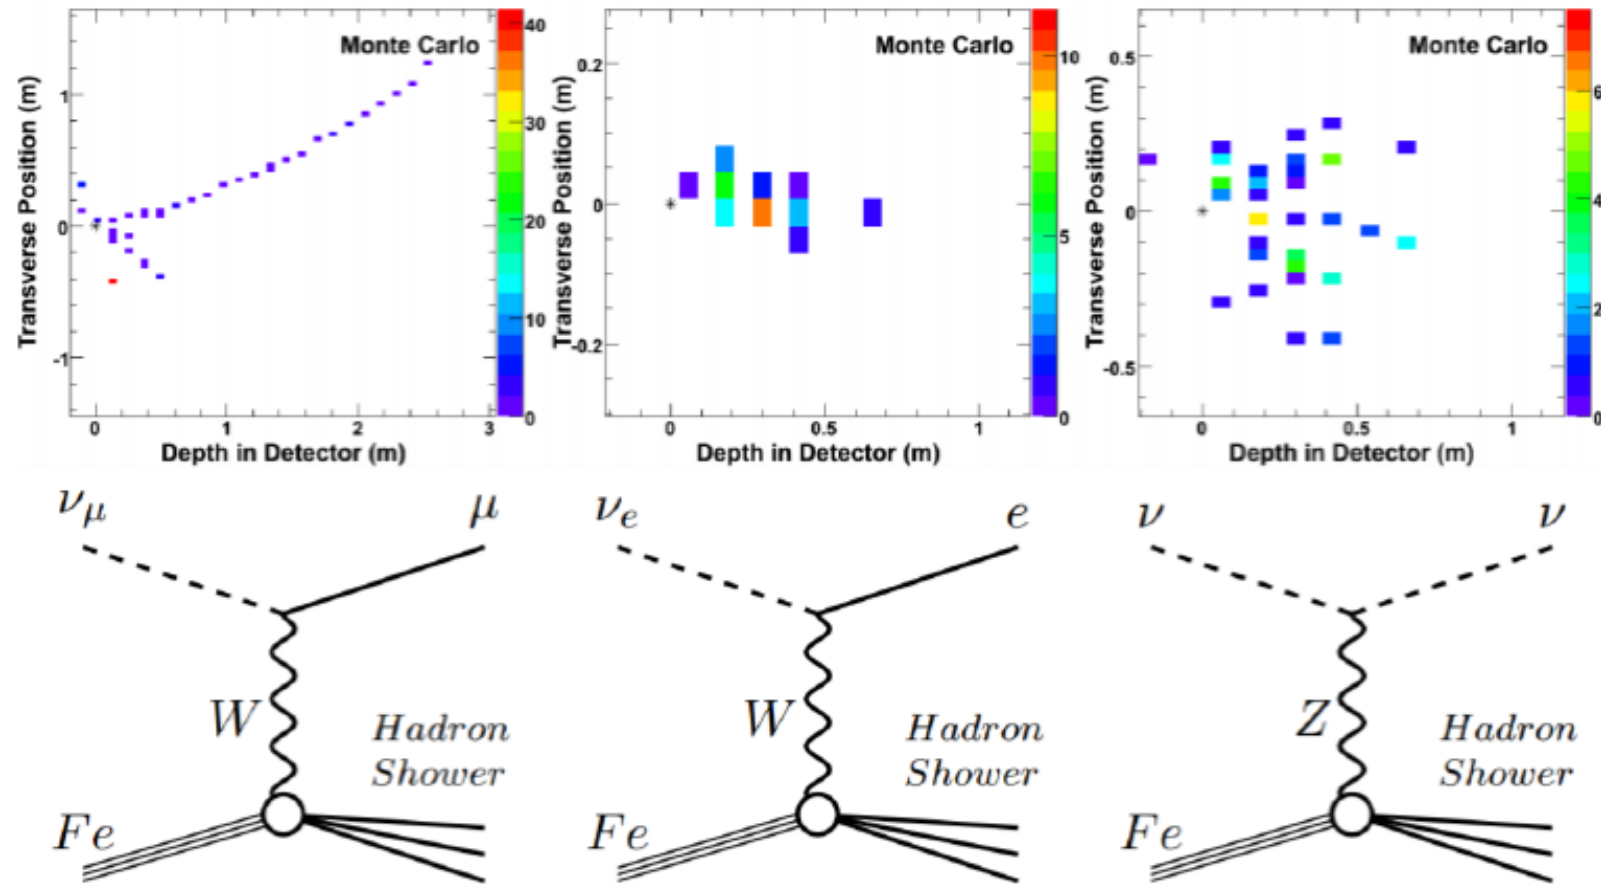 Monte Carlo
40
30
20
10
0
1
0
-1
Transverse Position (m)
0
1
2
3
Depth in Detector (m)
Monte Carlo
10
5
0
0.2
0
-0.2
Transverse Position (m)
0
0.5
1
Depth in Detector (m)
Monte Carlo
6
4
2
0
0.5
0
-0.5
Transverse Position (m)
0
0.5
1
Depth in Detector (m)
νμ
μ
W
Hadron
Shower
Fe
νe
e
W
Hadron
Shower
Fe
ν
ν
Z
Hadron
Shower
Fe